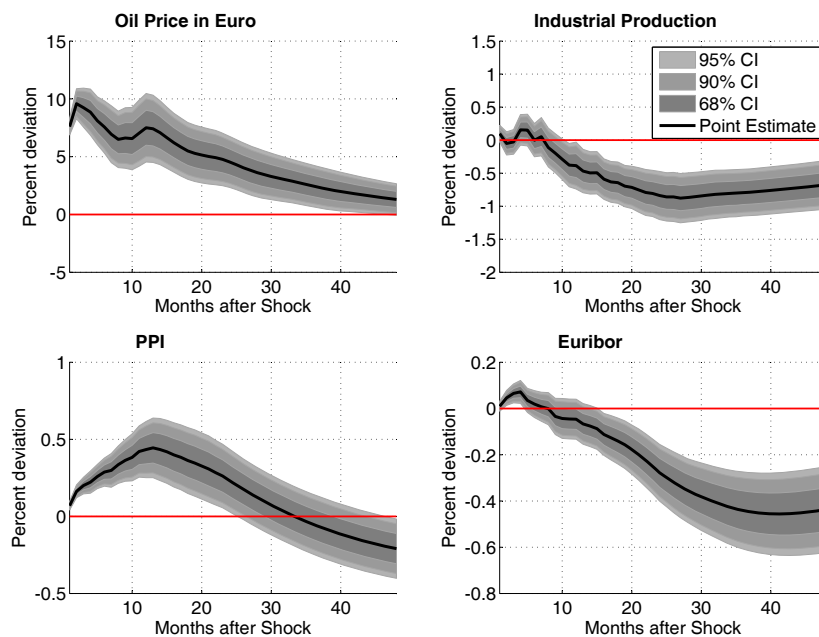 Oil Price in Euro
Percent deviation
15
10
5
0
-5
10
20
30
40
Months after Shock
Industrial Production
Percent deviation
1.5
1
0.5
0
-0.5
-1
-1.5
-2
10
20
30
40
Months after Shock
95% CI
90% CI
68% CI
Point Estimate
PPI
Percent deviation
1
0.5
0
-0.5
10
20
30
40
Months after Shock
Euribor
Percent deviation
0.2
0
-0.2
-0.4
-0.6
-0.8
10
20
30
40
Months after Shock